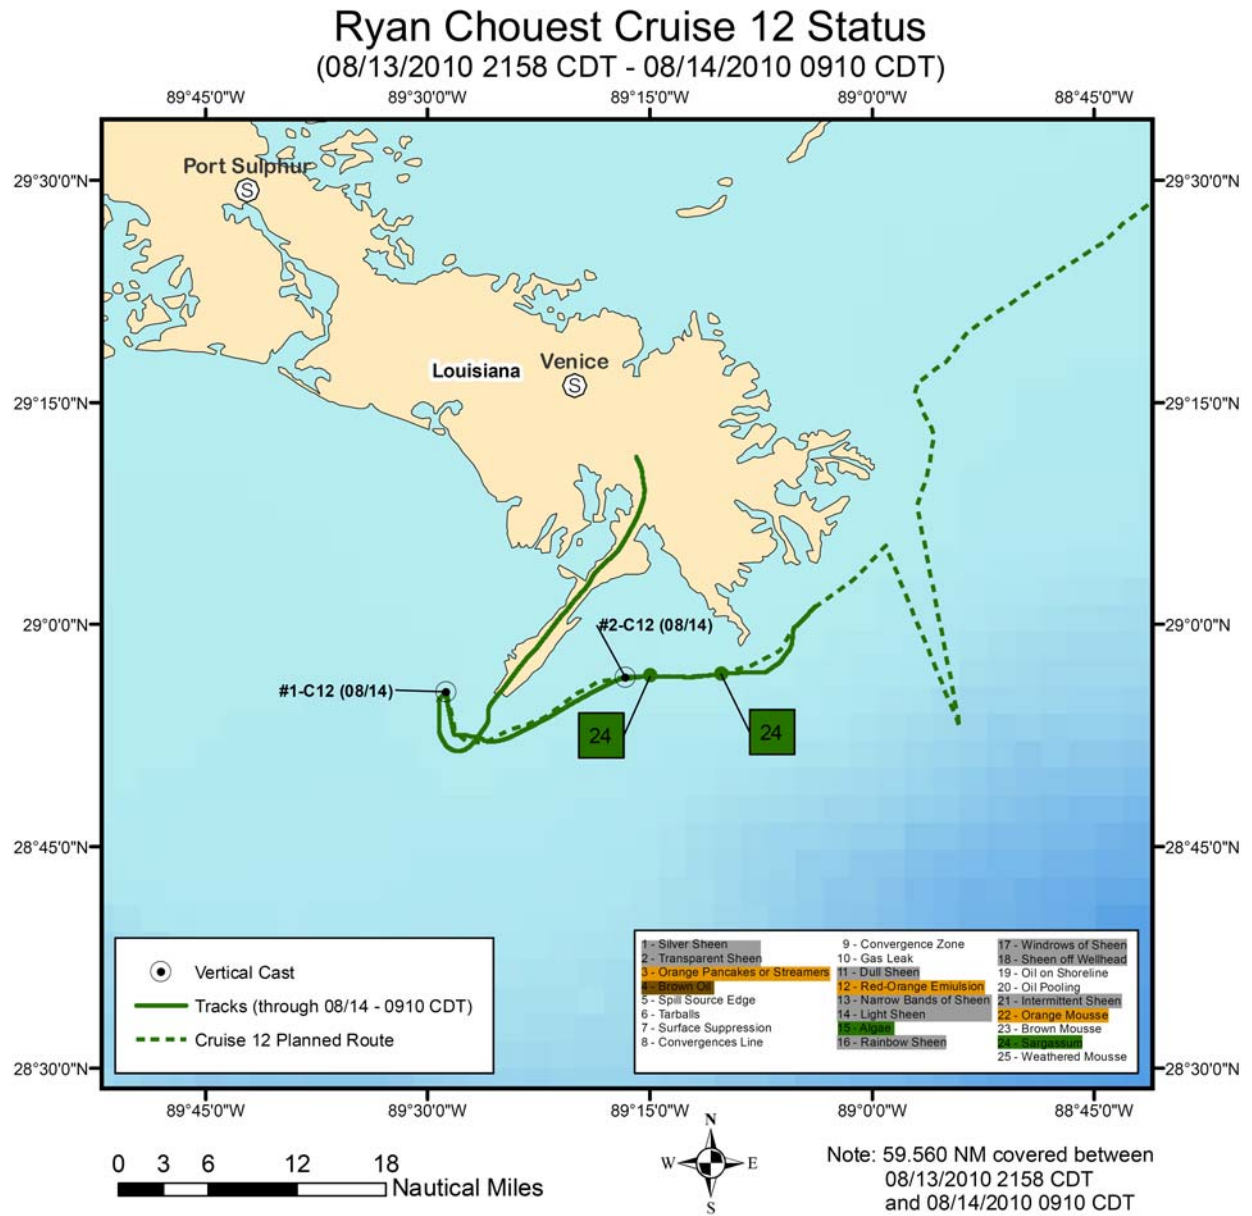 Ryan Chouest Cruise 12 Status
(08/13/2010 2158 CDT - 08/14/2010 0910 CDT)
89°45'0"W 89°30'0"W 89°15'0"W 89°0'0"W 88°45'0"W
29°30'0"N 29°30'0"N
Port Sulphur
S
Louisiana
Venice
S
29°15'0"N 29°15'0"N
29°0'0"N 29°0'0"N
#2-C12 (08/14)
#1-C12 (08/14)
24 24
28°45'0"N 28°45'0"N
Vertical Cast
Tracks (through 08/14 - 0910 CDT)
Cruise 12 Planned Route
1 - Silver Sheen
2 - Transparent Sheen
3 - Orange Pancakes or Streamers
4 - Brown Oil
5 - Spill Source Edge
6 - Tarballs
7 - Surface Suppression
8 - Convergences Line
9 - Convergence Zone
10 - Gas Leak
11 - Dull Sheen
12 - Red-Orange Emiulsion
13 - Narrow Bands of Sheen
14 - Light Sheen
15 - Algae
16 - Rainbow Sheen
17 - Windrows of Sheen
18 - Sheen off Wellhead
19 - Oil on Shoreline
20 - Oil Pooling
21 - Intermittent Sheen
22 - Orange Mousse
23 - Brown Mousse
24 - Sargassum
25 - Weathered Mousse
28°30'0"N 28°30'0"N
89°45'0"W 89°30'0"W 89°15'0"W 89°0'0"W 88°45'0"W
0 3 6 12 18
Nautical Miles
N
W E
S
Note: 59.560 NM covered between
08/13/2010 2158 CDT
and 08/14/2010 0910 CDT